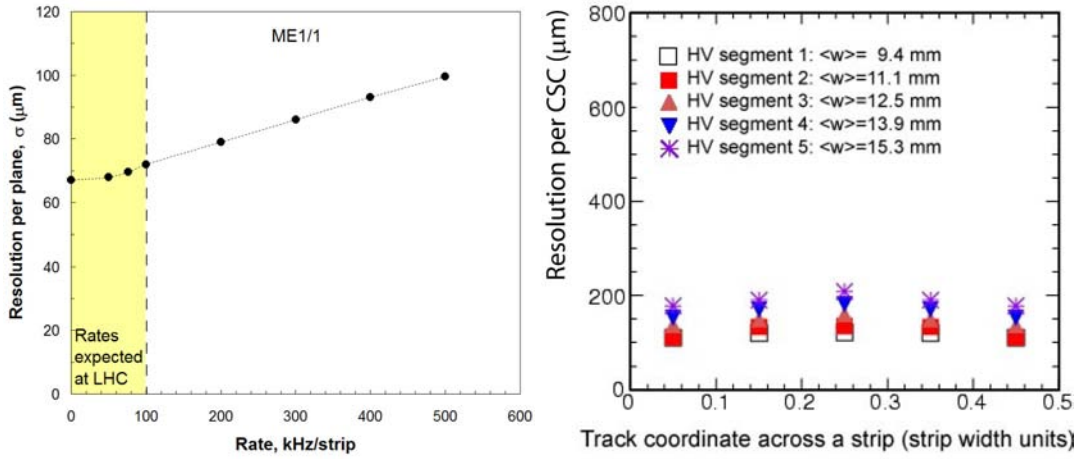 120
100
80
60
40
20
0
Resolution per plane, σ (μm)
ME1/1
Rates
expected
at LHC
0 100 200 300 400 500 600
Rate, kHz/strip
800
600
400
200
0
Resolution per CSC (μm)
HV segment 1: <w>= 9.4 mm
HV segment 2: <w>=11.1 mm
HV segment 3: <w>=12.5 mm
HV segment 4: <w>=13.9 mm
HV segment 5: <w>=15.3 mm
0 0.1 0.2 0.3 0.4 0.5
Track coordinate across a strip (strip width units)